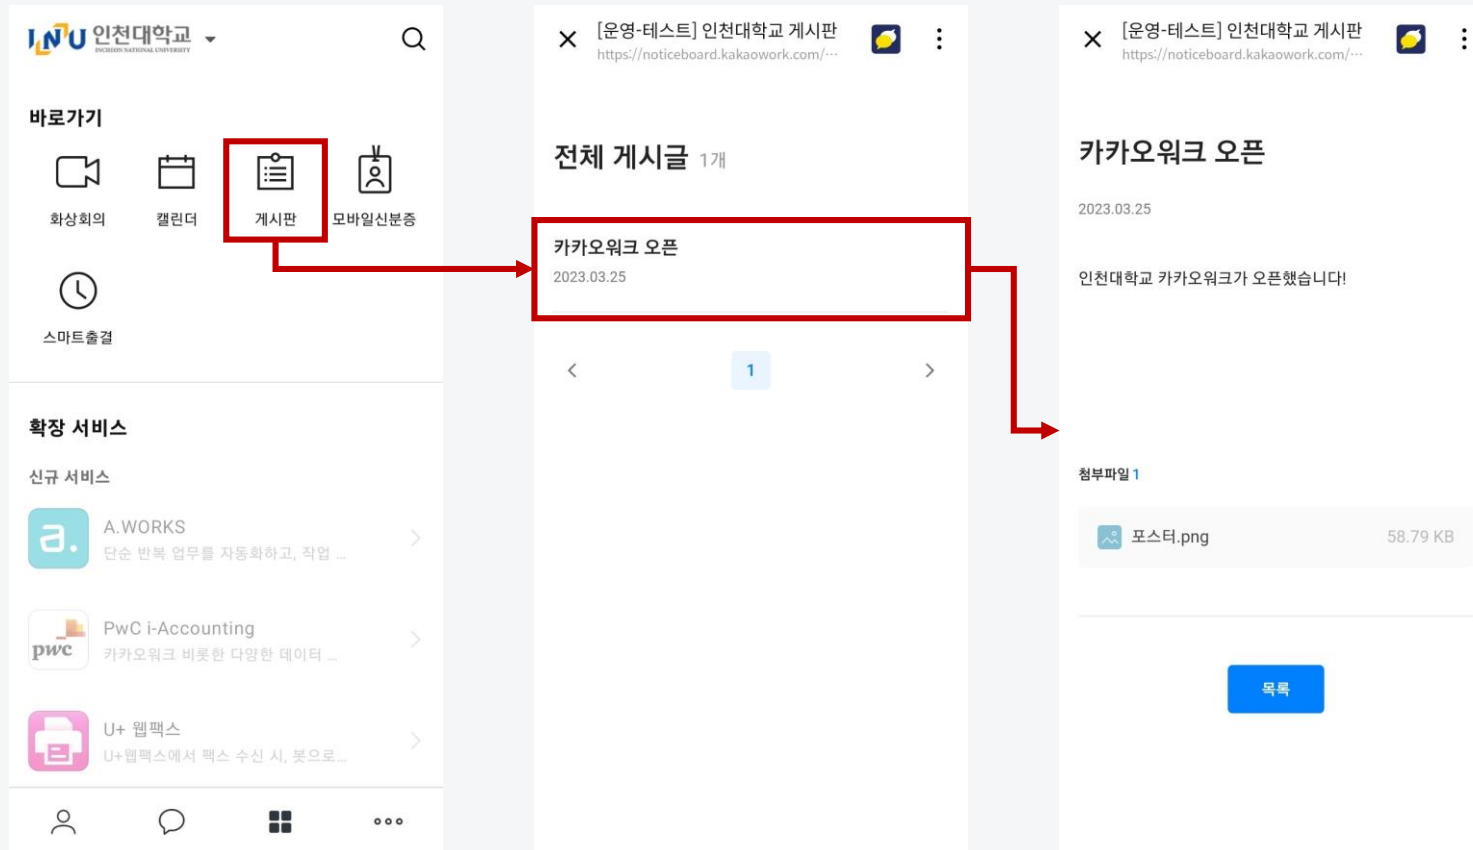 INU 인천대학교
INCHEON NATIONAL UNIVERSITY
바로가기
화상회의
캘린더
게시판
모바일신분증
스마트출결
확장 서비스
신규 서비스
a.
A.WORKS
단순 반복 업무를 자동화하고, 작업 ...
pwc
PwC i-Accounting
카카오워크 비롯한 다양한 데이터 ...
U+ 웹팩스
U+웹팩스에서 팩스 수신 시, 봇으로...
[운영-테스트] 인천대학교 게시판
https://noticeboard.kakaowork.com/···
전체 게시글 1개
카카오워크 오픈
2023.03.25
1
[운영-테스트] 인천대학교 게시판
https://noticeboard.kakaowork.com/···
카카오워크 오픈
2023.03.25
인천대학교 카카오워크가 오픈했습니다!
첨부파일 1
포스터.png 58.79 KB
목록